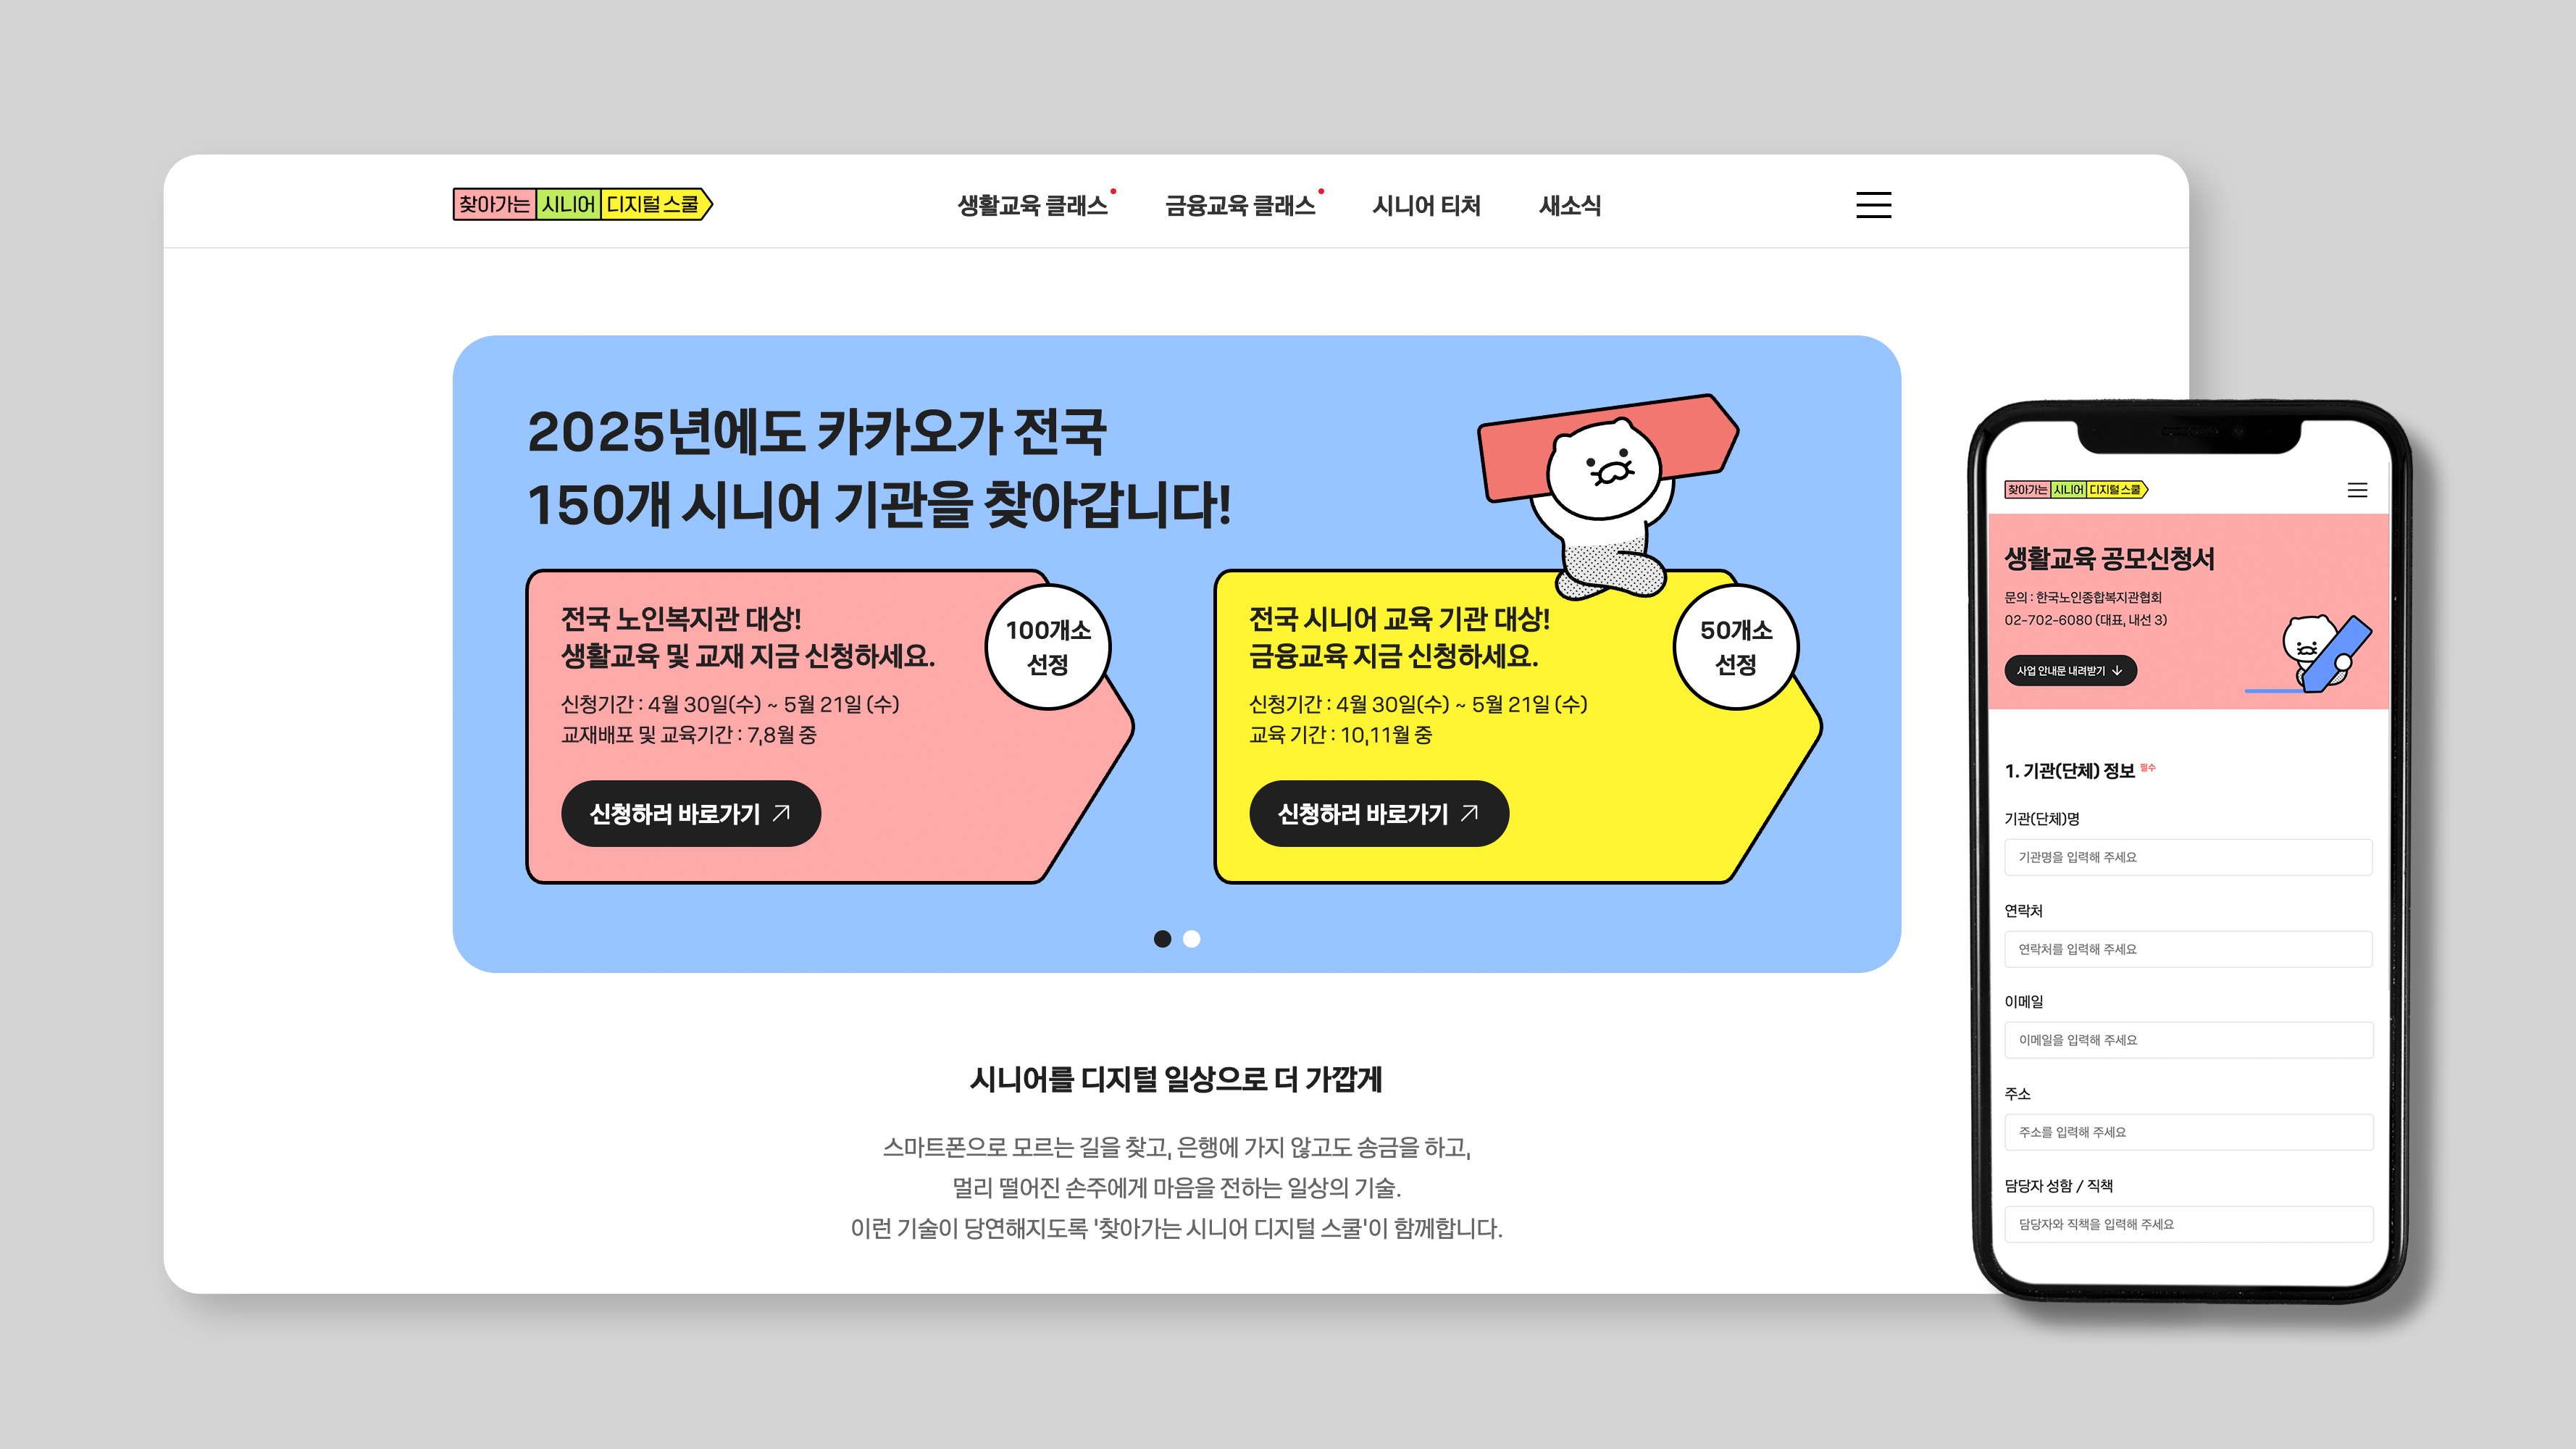 찾아가는 시니어 디지털 스쿨
생활교육 클래스
금융교육 클래스
시니어 티처
새소식
2025년에도 카카오가 전국
150개 시니어 기관을 찾아갑니다!
전국 노인복지관 대상!
생활교육 및 교재 지금 신청하세요.
100개소
선정
신청기간 : 4월 30일(수) ~ 5월 21일 (수)
교재배포 및 교육기간 : 7,8월 중
신청하러 바로가기
전국 시니어 교육 기관 대상!
금융교육 지금 신청하세요.
50개소
선정
신청기간 : 4월 30일(수) ~ 5월 21일 (수)
교육 기간 : 10,11월 중
신청하러 바로가기
시니어를 디지털 일상으로 더 가깝게
스마트폰으로 모르는 길을 찾고, 은행에 가지 않고도 송금을 하고,
멀리 떨어진 손주에게 마음을 전하는 일상의 기술.
이런 기술이 당연해지도록 '찾아가는 시니어 디지털 스쿨'이 함께합니다.
찾아가는 시니어 디지털 스쿨
생활교육 공모신청서
문의 : 한국노인종합복지관협회
02-702-6080 (대표, 내선 3)
사업 안내문 내려받기
1. 기관(단체) 정보 필수
기관(단체)명
기관명을 입력해 주세요
연락처
연락처를 입력해 주세요
이메일
이메일을 입력해 주세요
주소
주소를 입력해 주세요
담당자 성함 / 직책
담당자와 직책을 입력해 주세요